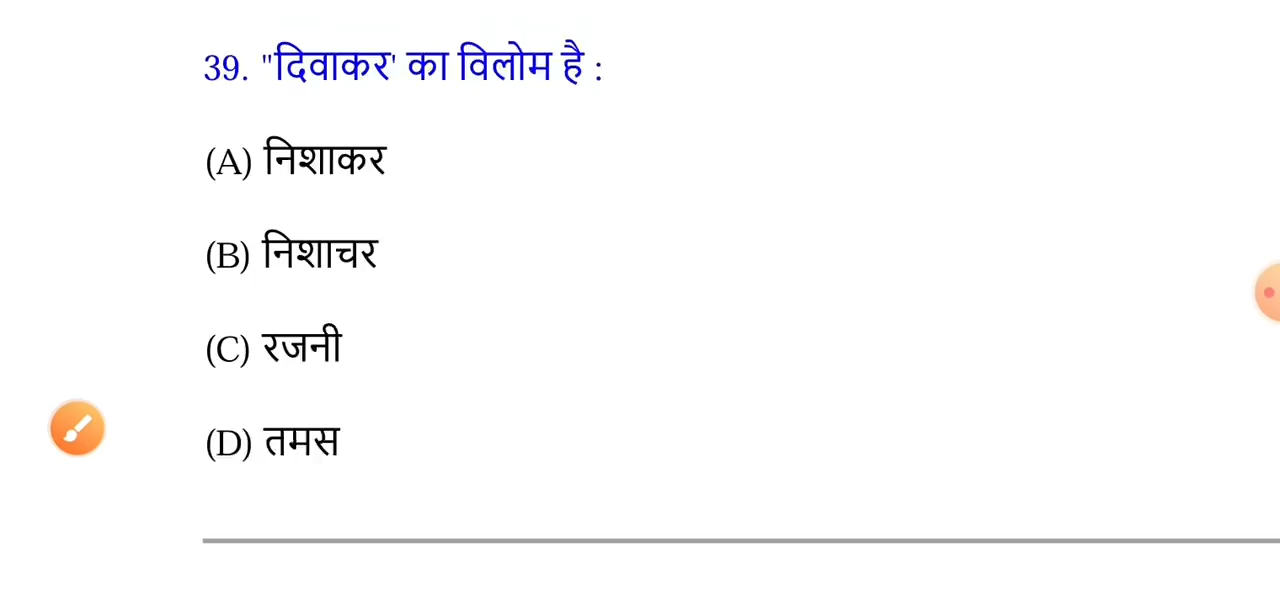 39. "दिवाकर' का विलोम है :
(A) निशाकर
(B) निशाचर
(C) रजनी
(D) तमस